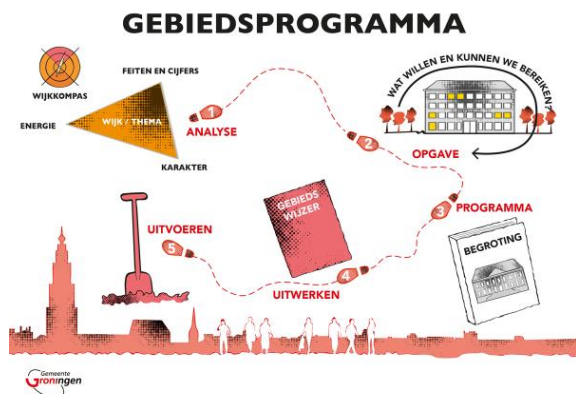 GEBIEDSPROGRAMMA
WIJKKOMPAS
FEITEN EN CIJFERS
ENERGIE
WIJK / THEMA
KARAKTER
1
ANALYSE
2
OPGAVE
WAT WILLEN EN KUNNEN WE BEREIKEN?
3
PROGRAMMA
BEGROTING
GEBIEDS
WIJZER
4
UITWERKEN
UITVOEREN
5
Gemeente
Groningen